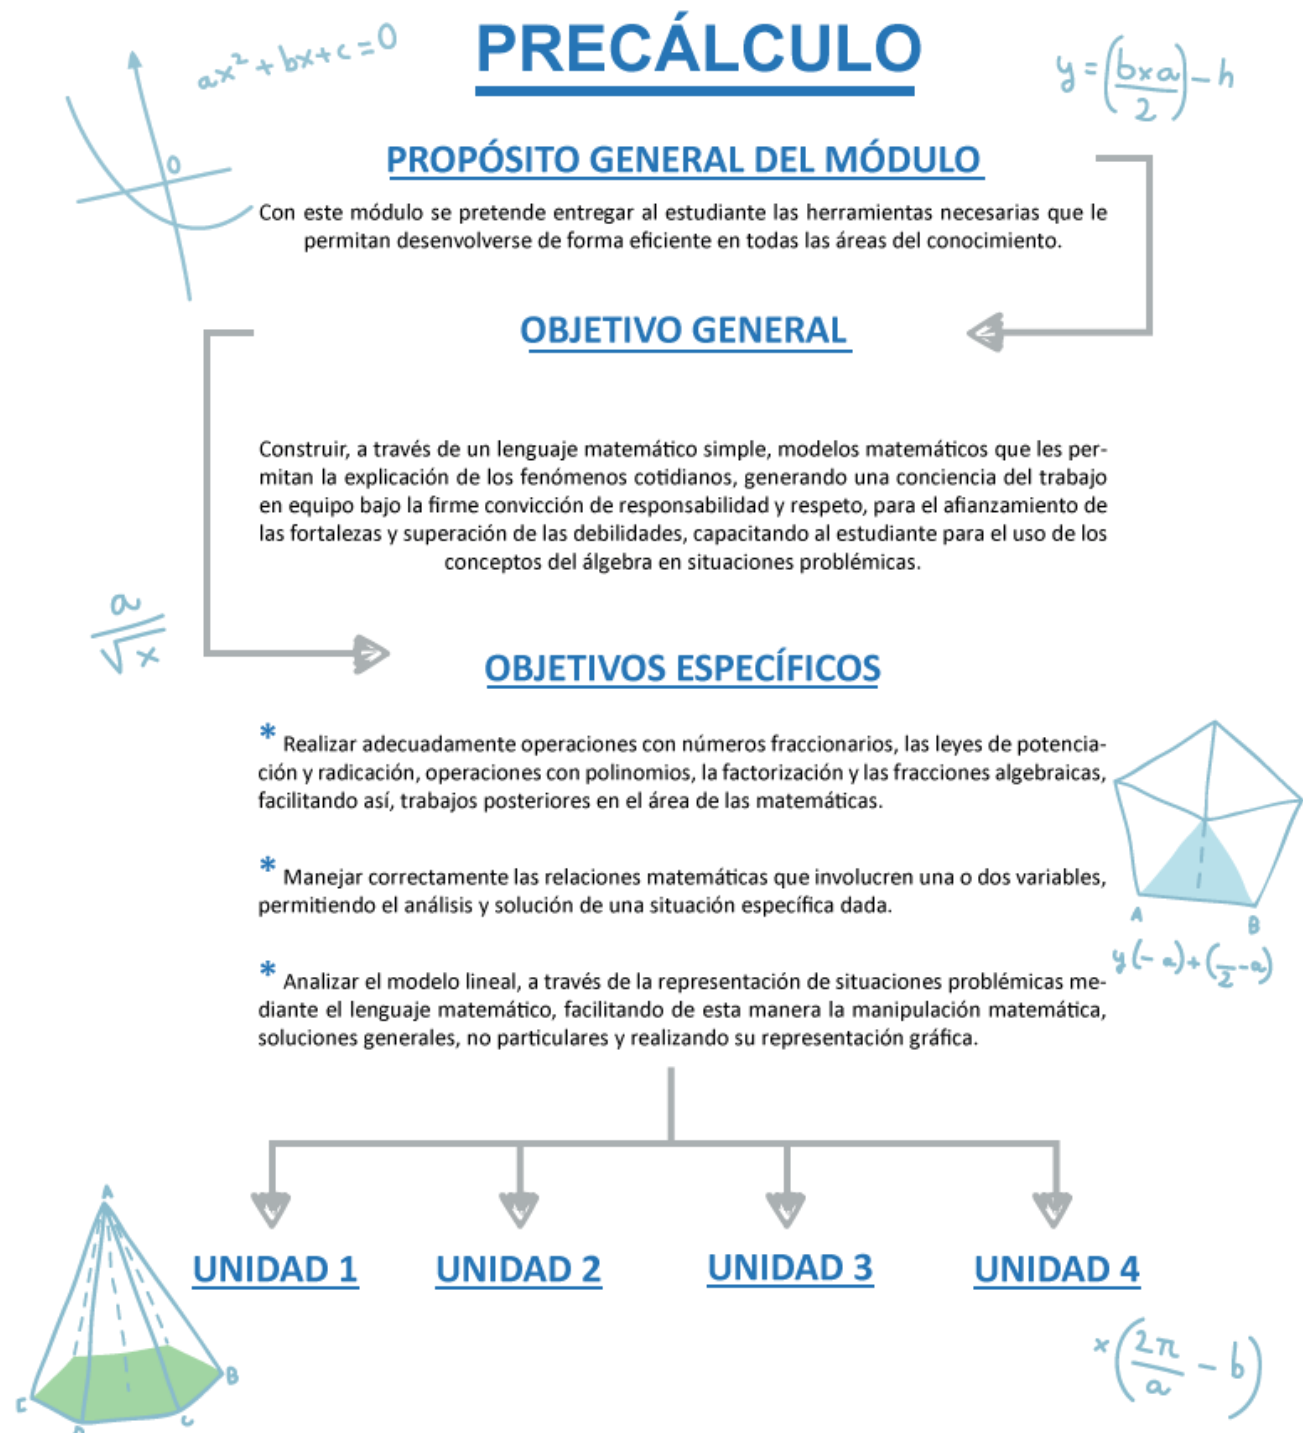 PRECÁLCULO
ax² + bx + c = 0
y = (bxa/2) - h
0
PROPÓSITO GENERAL DEL MÓDULO
Con este módulo se pretende entregar al estudiante las herramientas necesarias que le
permitan desenvolverse de forma eficiente en todas las áreas del conocimiento.
OBJETIVO GENERAL
Construir, a través de un lenguaje matemático simple, modelos matemáticos que les per-
mitan la explicación de los fenómenos cotidianos, generando una conciencia del trabajo
en equipo bajo la firme convicción de responsabilidad y respeto, para el afianzamiento de
las fortalezas y superación de las debilidades, capacitando al estudiante para el uso de los
conceptos del álgebra en situaciones problémicas.
a/√x
OBJETIVOS ESPECÍFICOS
* Realizar adecuadamente operaciones con números fraccionarios, las leyes de potencia-
ción y radicación, operaciones con polinomios, la factorización y las fracciones algebraicas,
facilitando así, trabajos posteriores en el área de las matemáticas.
* Manejar correctamente las relaciones matemáticas que involucren una o dos variables,
permitiendo el análisis y solución de una situación específica dada.
A B
y(-a)+(-/2-a)
* Analizar el modelo lineal, a través de la representación de situaciones problémicas me-
diante el lenguaje matemático, facilitando de esta manera la manipulación matemática,
soluciones generales, no particulares y realizando su representación gráfica.
A
UNIDAD 1 UNIDAD 2 UNIDAD 3 UNIDAD 4
x(2π/a - b)
B
C